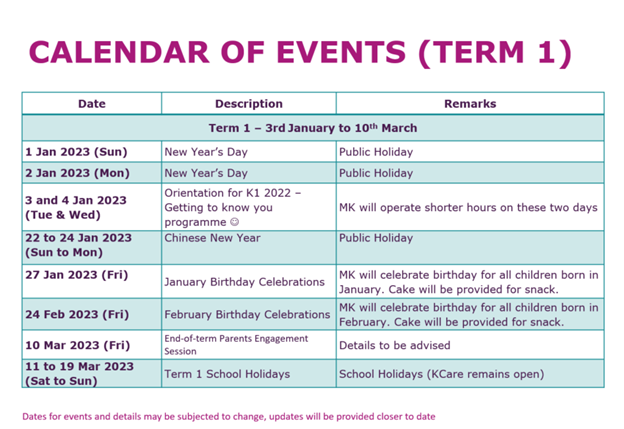 CALENDAR OF EVENTS (TERM 1)
Date Description Remarks
Term 1 – 3rd January to 10th March
1 Jan 2023 (Sun) New Year's Day Public Holiday
2 Jan 2023 (Mon) New Year's Day Public Holiday
3 and 4 Jan 2023
(Tue & Wed)
Orientation for K1 2022 –
Getting to know you
programme ☺
MK will operate shorter hours on these two days
22 to 24 Jan 2023
(Sun to Mon)
Chinese New Year
Public Holiday
27 Jan 2023 (Fri)
January Birthday Celebrations
MK will celebrate birthday for all children born in
January. Cake will be provided for snack.
24 Feb 2023 (Fri)
February Birthday Celebrations
MK will celebrate birthday for all children born in
February. Cake will be provided for snack.
10 Mar 2023 (Fri)
End-of-term Parents Engagement
Session
Details to be advised
11 to 19 Mar 2023
(Sat to Sun)
Term 1 School Holidays
School Holidays (KCare remains open)
Dates for events and details may be subjected to change, updates will be provided closer to date